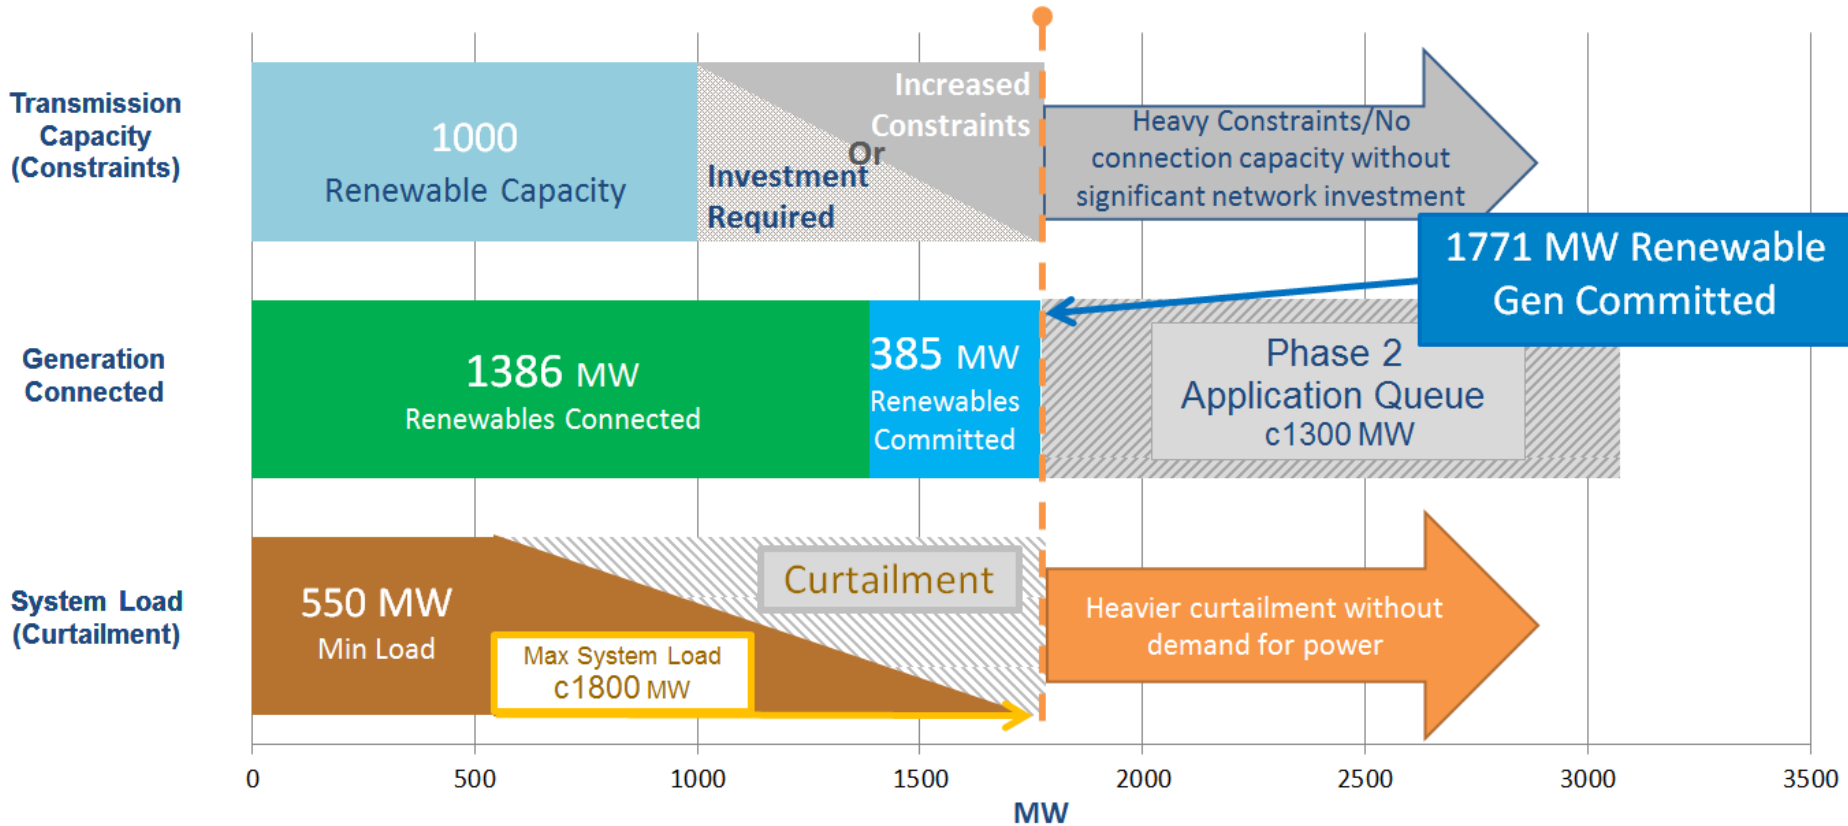 Transmission
Capacity
(Constraints)
1000
Renewable Capacity
Increased
Constraints
Or
Investment
Required
Heavy Constraints/No
connection capacity without
significant network investment
1771 MW Renewable
Gen Committed
Generation
Connected
1386 MW
Renewables Connected
385 MW
Renewables
Committed
Phase 2
Application Queue
c1300 MW
System Load
(Curtailment)
550 MW
Min Load
Max System Load
c1800 MW
Curtailment
Heavier curtailment without
demand for power
0 500 1000 1500 2000 2500 3000 3500
MW